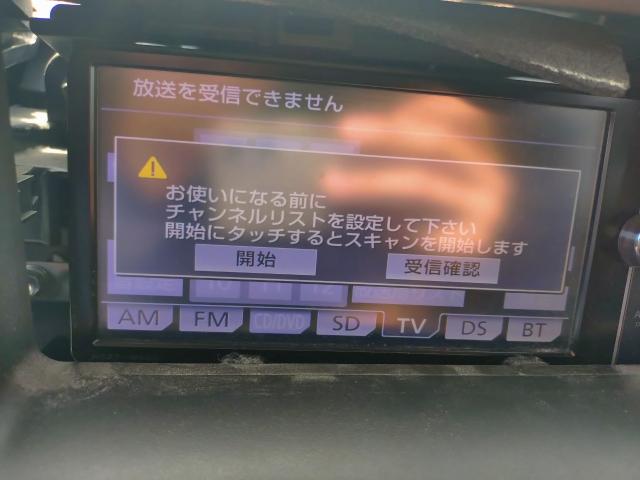 放送を受信できません
お使いになる前に
チャンネルリストを設定して下さい
開始にタッチするとスキャンを開始します
開始 受信確認
10 11 12
AM FM CD/DVD SD TV DS BT